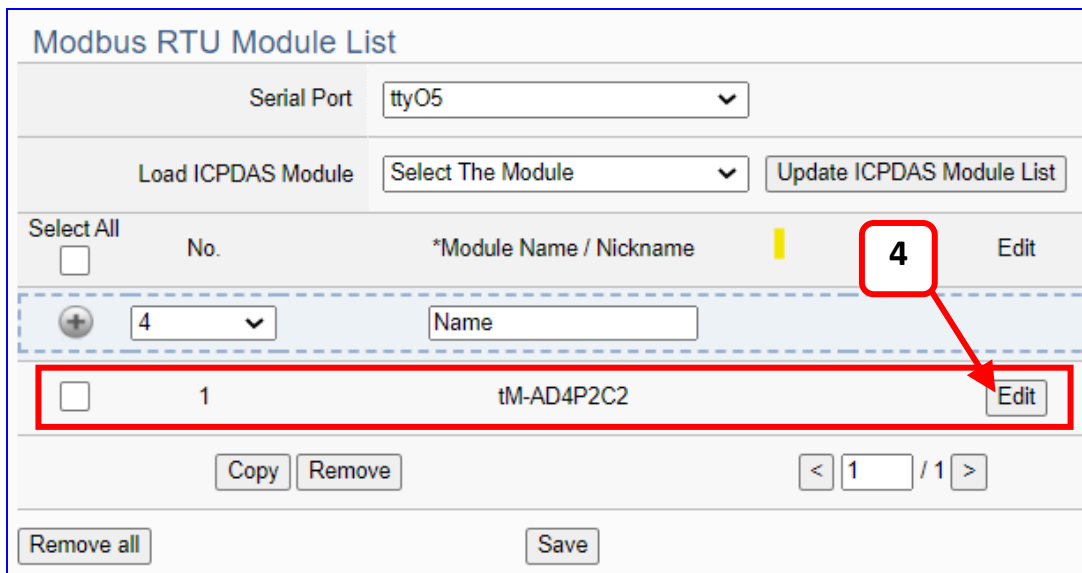 Modbus RTU Module List
Serial Port ttyO5
Load ICPDAS Module Select The Module Update ICPDAS Module List
Select All
No. *Module Name / Nickname 4 Edit
4 Name
1 tM-AD4P2C2 Edit
Copy Remove < 1 / 1 >
Remove all Save